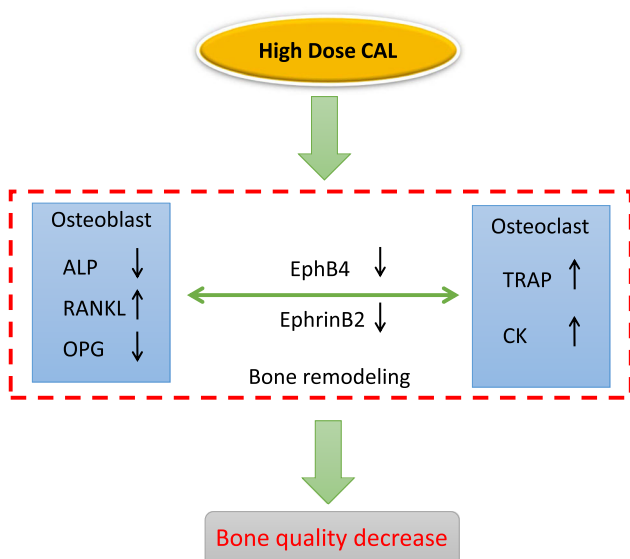 High Dose CAL
Osteoblast
ALP ↓
RANKL ↑
OPG ↓
EphB4 ↓
EphrinB2 ↓
Bone remodeling
Osteoclast
TRAP ↑
CK ↑
Bone quality decrease